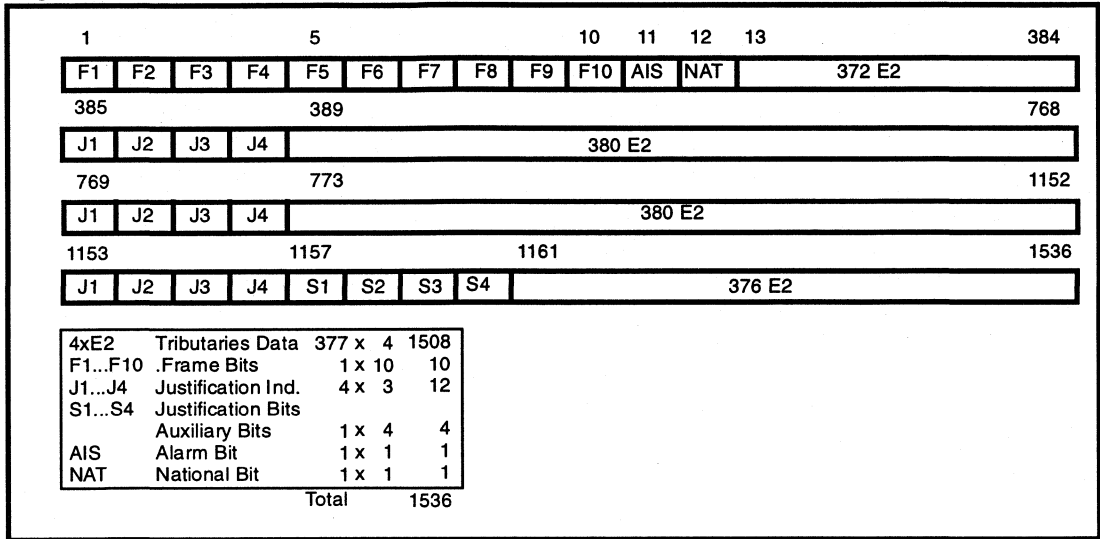 1 5 10 11 12 13 384
F1 F2 F3 F4 F5 F6 F7 F8 F9 F10 AIS NAT 372 E2
385 389 768
J1 J2 J3 J4 380 E2
769 773 1152
J1 J2 J3 J4 380 E2
1153 1157 1161 1536
J1 J2 J3 J4 S1 S2 S3 S4 376 E2
4xE2 Tributaries Data 377 x 4 1508
F1...F10 .Frame Bits 1 x 10 10
J1...J4 Justification Ind. 4 x 3 12
S1...S4 Justification Bits
Auxiliary Bits 1 x 4 4
AIS Alarm Bit 1 x 1 1
NAT National Bit 1 x 1 1
Total 1536